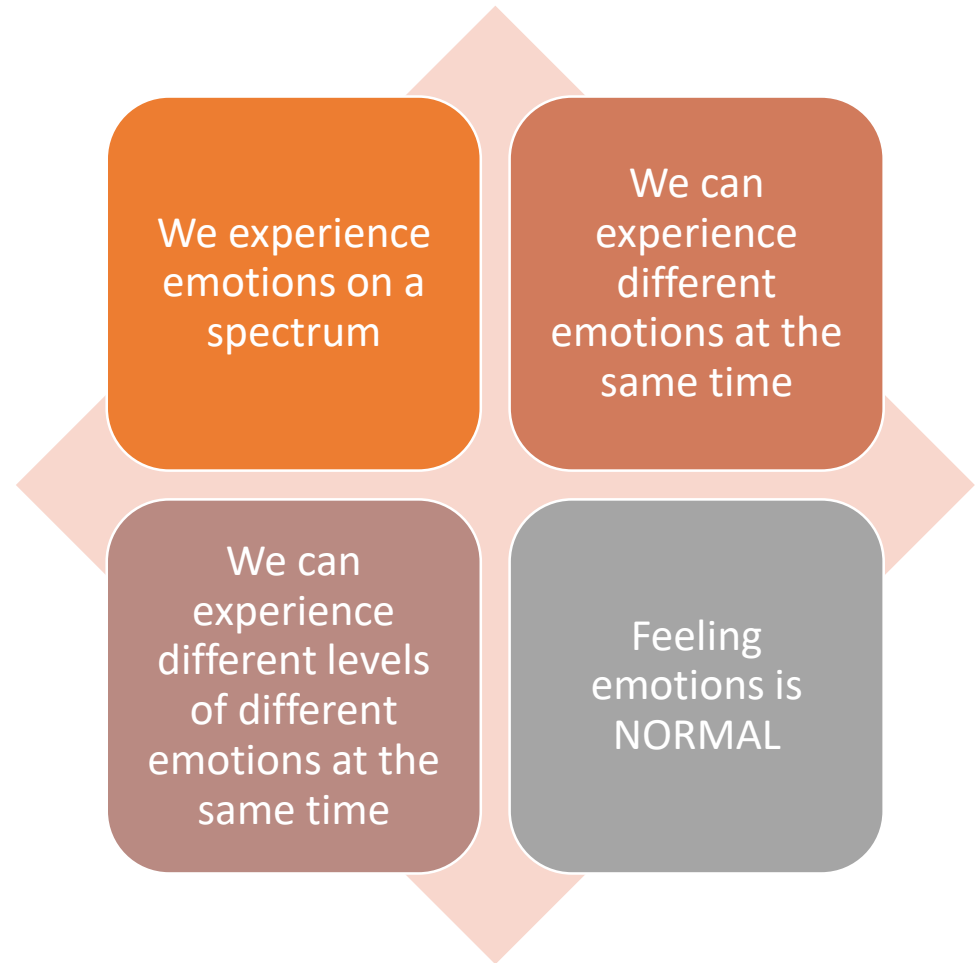 We experience
emotions on a
spectrum
We can
experience
different
emotions at the
same time
We can
experience
different levels
of different
emotions at the
same time
Feeling
emotions is
NORMAL